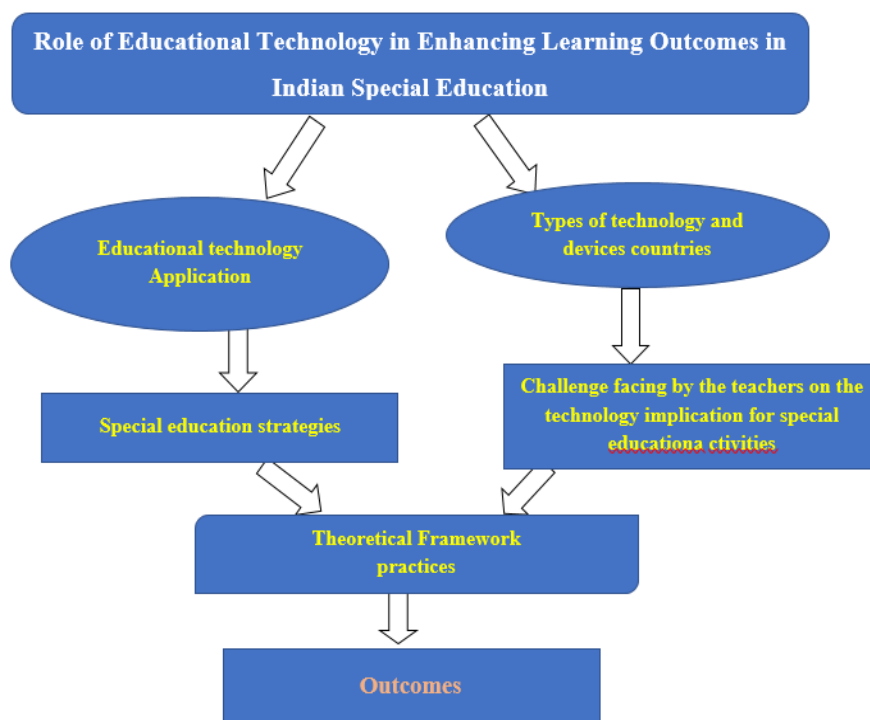 Role of Educational Technology in Enhancing Learning Outcomes in
Indian Special Education
Educational technology
Application
Types of technology and
devices countries
Special education strategies
Challenge facing by the teachers on the
technology implication for special
educationa ctivities
Theoretical Framework
practices
Outcomes